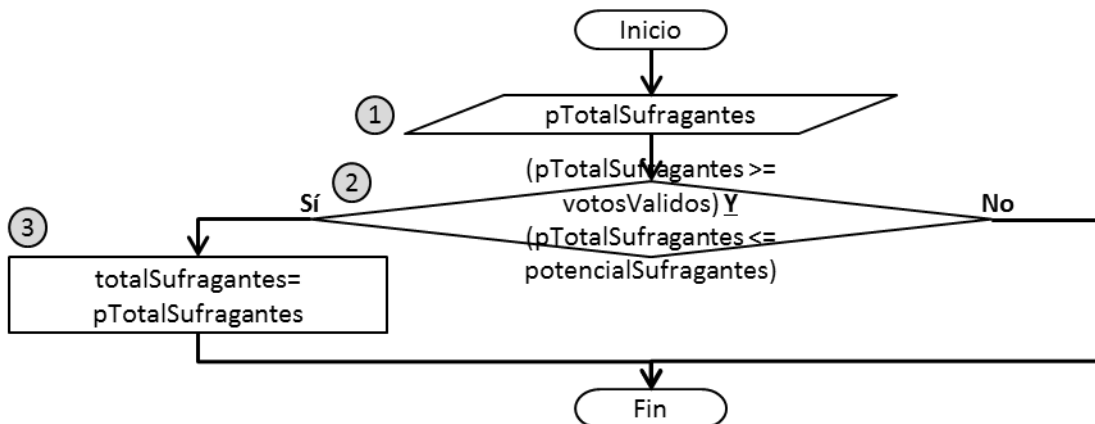 Inicio
1
pTotalSufragantes
(pTotalSufragantes >=
2
Sí
votosValidos) Y
No
3
(pTotalSufragantes <=
potencialSufragantes)
totalSufragantes=
pTotalSufragantes
Fin